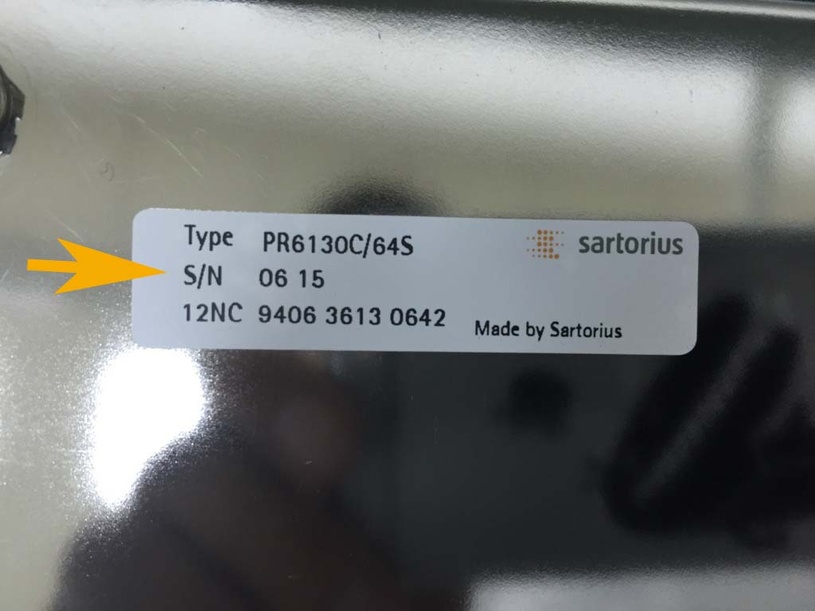 Type PR6130C/64S
sartorius
S/N 06 15
12NC 9406 3613 0642
Made by Sartorius